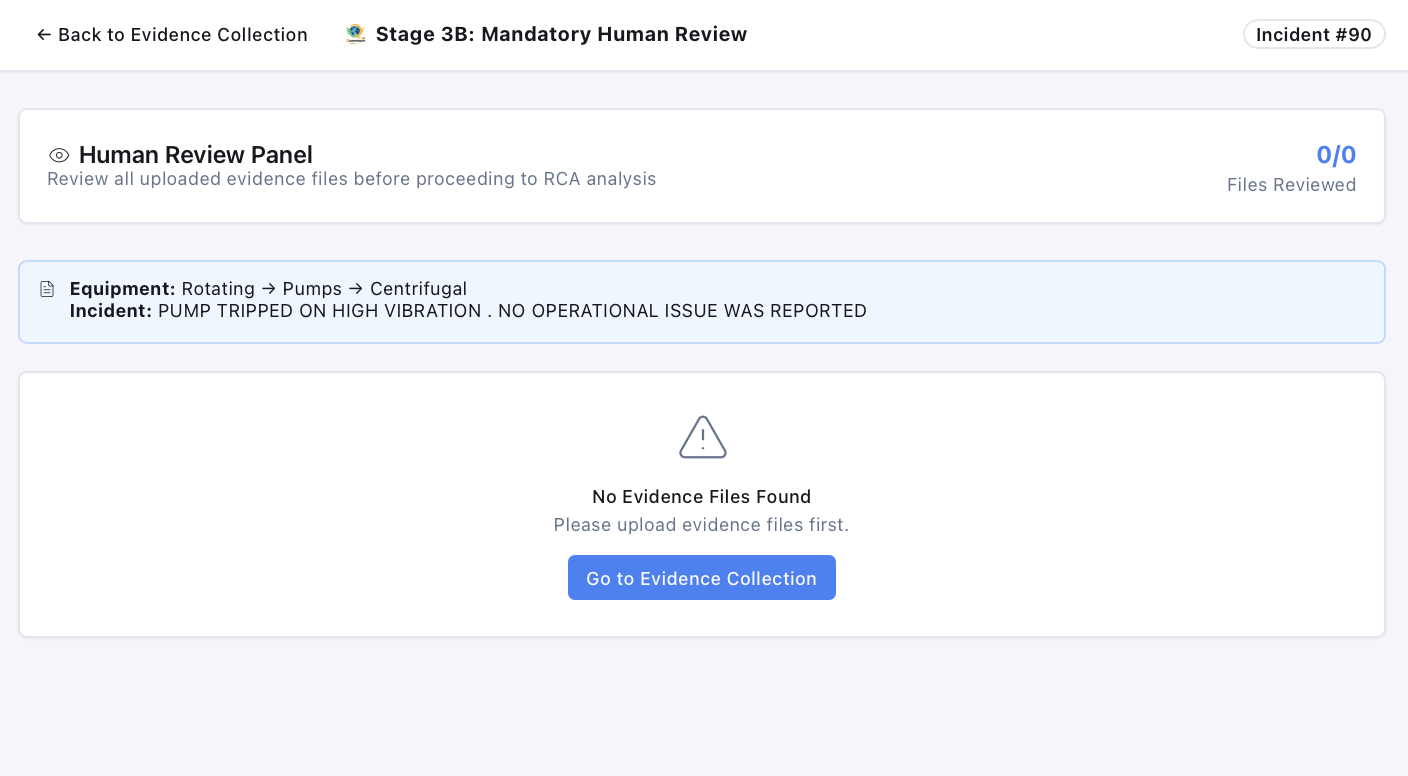 ← Back to Evidence Collection
Stage 3B: Mandatory Human Review
Incident #90
Human Review Panel
Review all uploaded evidence files before proceeding to RCA analysis
0/0
Files Reviewed
Equipment: Rotating → Pumps → Centrifugal
Incident: PUMP TRIPPED ON HIGH VIBRATION . NO OPERATIONAL ISSUE WAS REPORTED
No Evidence Files Found
Please upload evidence files first.
Go to Evidence Collection